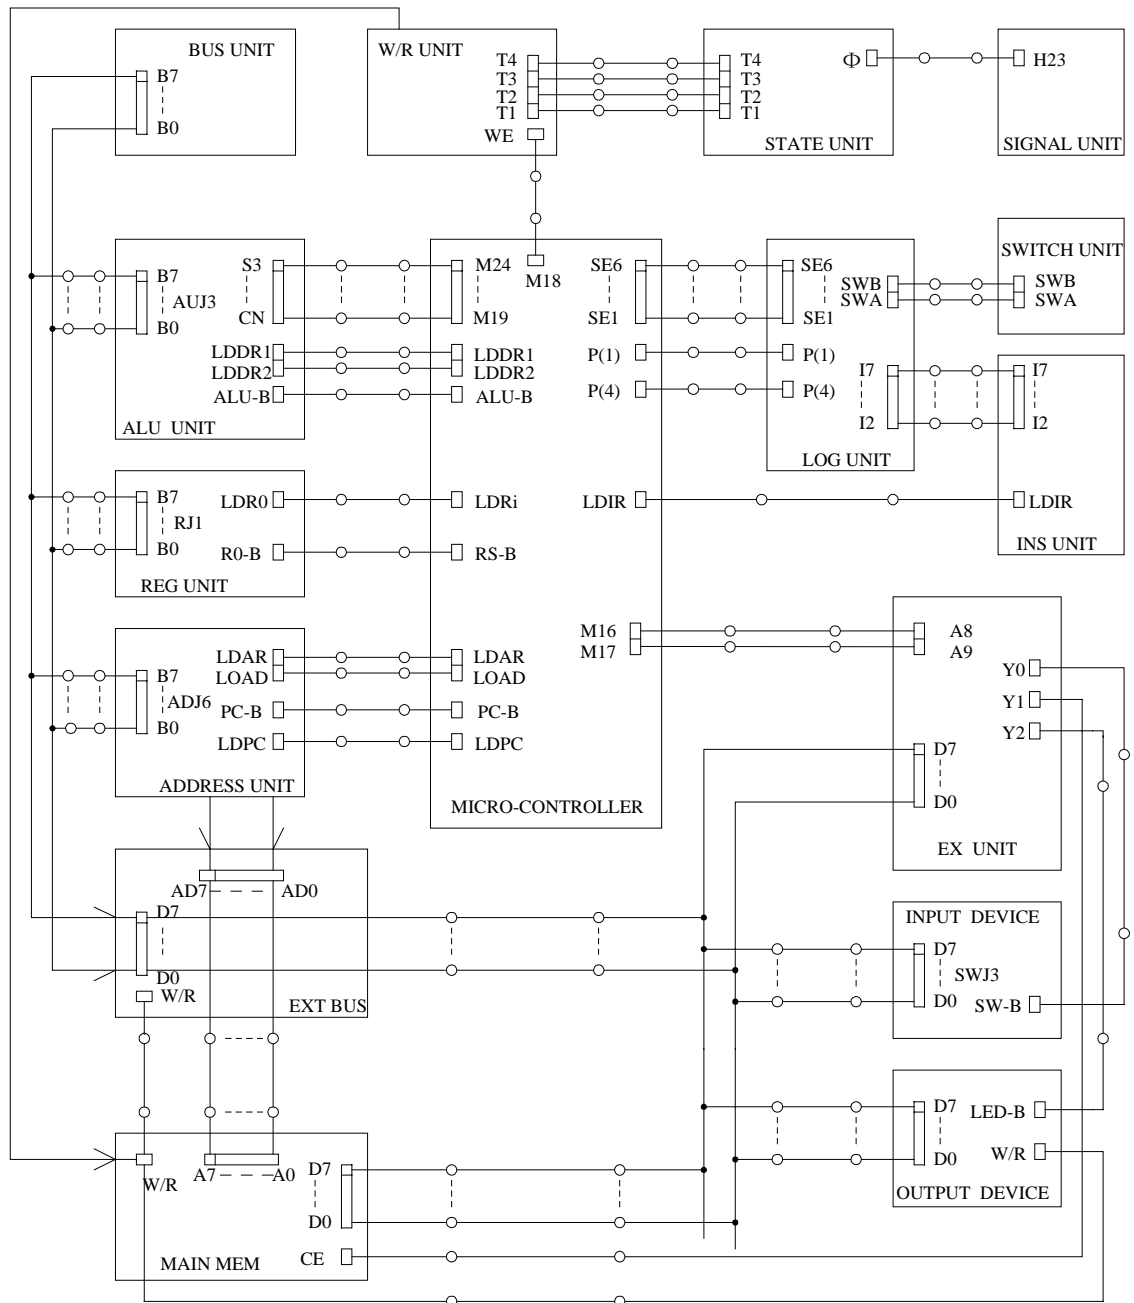 BUS UNIT
B7
B0
W/R UNIT
T4
T3
T2
T1
WE
T4
T3
T2
T1
Φ
STATE UNIT
H23
SIGNAL UNIT
B7
AUJ3
B0
S3
CN
LDDR1
LDDR2
ALU-B
ALU UNIT
M24
M19
M18
LDDR1
LDDR2
ALU-B
SE6
SE1
P(1)
P(4)
SE6
SE1
P(1)
P(4)
SWB
SWA
I7
I2
LOG UNIT
SWITCH UNIT
SWB
SWA
I7
I2
LDIR
INS UNIT
B7
RJ1
B0
LDR0
R0-B
REG UNIT
LDRi
RS-B
LDIR
B7
ADJ6
B0
LDAR
LOAD
PC-B
LDPC
ADDRESS UNIT
LDAR
LOAD
PC-B
LDPC
M16
M17
MICRO-CONTROLLER
A8
A9
Y0
Y1
Y2
D7
D0
EX UNIT
AD7
AD0
D7
D0
W/R
EXT BUS
INPUT DEVICE
D7
SWJ3
D0
SW-B
D7
LED-B
D0
W/R
OUTPUT DEVICE
W/R
A7
A0
D7
D0
CE
MAIN MEM